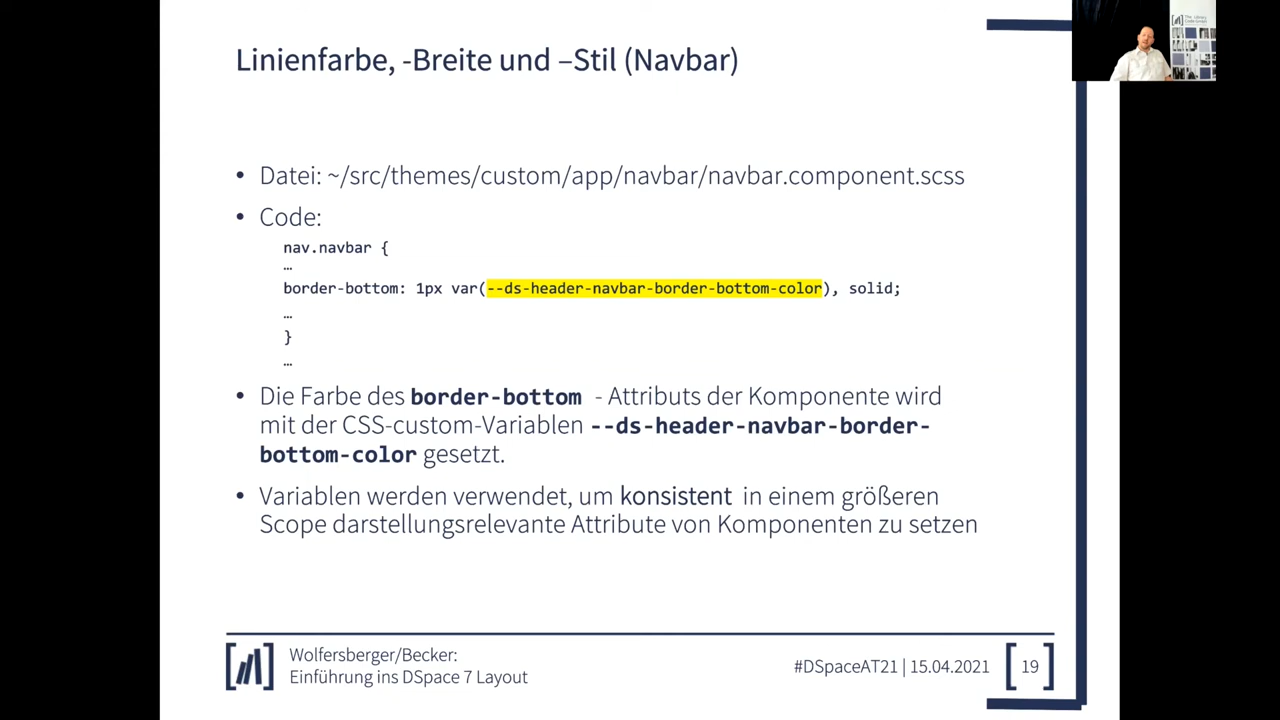 Linienfarbe, -Breite und –Stil (Navbar)
• Datei: ~/src/themes/custom/app/navbar/navbar.component.scss
• Code:
nav.navbar {
…
border-bottom: 1px var(--ds-header-navbar-border-bottom-color), solid;
…
}
…
• Die Farbe des border-bottom - Attributs der Komponente wird
mit der CSS-custom-Variablen --ds-header-navbar-border-
bottom-color gesetzt.
• Variablen werden verwendet, um konsistent in einem größeren
Scope darstellungsrelevante Attribute von Komponenten zu setzen
Wolfersberger/Becker:
Einführung ins DSpace 7 Layout
#DSpaceAT21 | 15.04.2021
[ 19 ]
The Library
Code GmbH